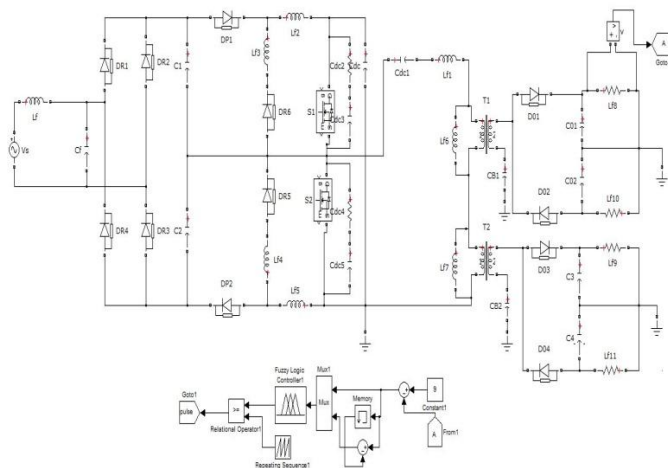 DP1
Lf2
V
A
Goto
DR1
DR2
C1
Lf3
Cdc2
Cdc
Cdc1
Lf1
Lf
DR6
S1
Cdc3
T1
D01
Lf8
Vs
Cf
Lf6
C01
CB1
C02
DR5
S2
Cdc4
D02
Lf10
DR4
DR3
C2
Lf4
Cdc5
T2
D03
Lf9
Lf7
C3
DP2
Lf5
CB2
C4
D04
Lf11
Goto1
pulse
Relational Operator1
>=
Fuzzy Logic
Controller1
Mux1
Mux
Memory
9
Constant1
A
From1
Repeating Sequence1